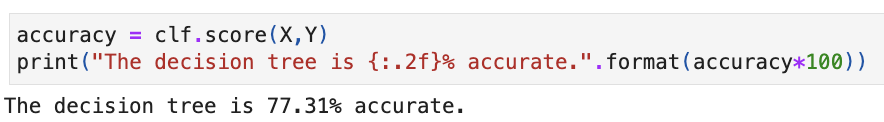 accuracy = clf.score(X,Y)
print("The decision tree is {:.2f}% accurate.".format(accuracy*100))
The decision tree is 77.31% accurate.